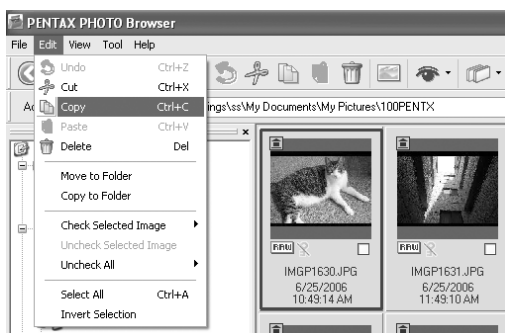 PENTAX PHOTO Browser
File Edit View Tool Help
Undo Ctrl+Z
Cut Ctrl+X
Copy Ctrl+C
Paste Ctrl+V
Delete Del
Move to Folder
Copy to Folder
Check Selected Image
Uncheck Selected Image
Uncheck All
Select All Ctrl+A
Invert Selection
ings\ss\My Documents\My Pictures\100PENTX
RAW
IMGP1630.JPG
6/25/2006
10:49:14 AM
RAW
IMGP1631.JPG
6/25/2006
11:49:10 AM